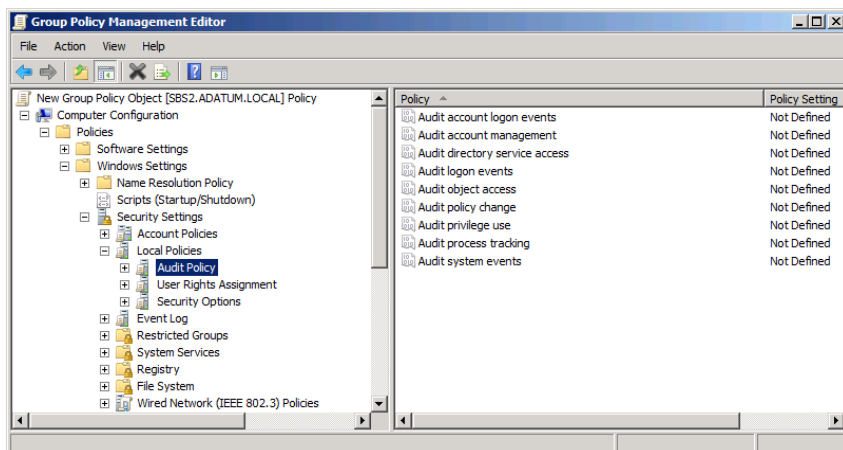 Group Policy Management Editor
File Action View Help
New Group Policy Object [SBS2.ADATUM.LOCAL] Policy
Computer Configuration
Policies
Software Settings
Windows Settings
Name Resolution Policy
Scripts (Startup/Shutdown)
Security Settings
Account Policies
Local Policies
Audit Policy
User Rights Assignment
Security Options
Event Log
Restricted Groups
System Services
Registry
File System
Wired Network (IEEE 802.3) Policies
Policy Policy Setting
Audit account logon events Not Defined
Audit account management Not Defined
Audit directory service access Not Defined
Audit logon events Not Defined
Audit object access Not Defined
Audit policy change Not Defined
Audit privilege use Not Defined
Audit process tracking Not Defined
Audit system events Not Defined